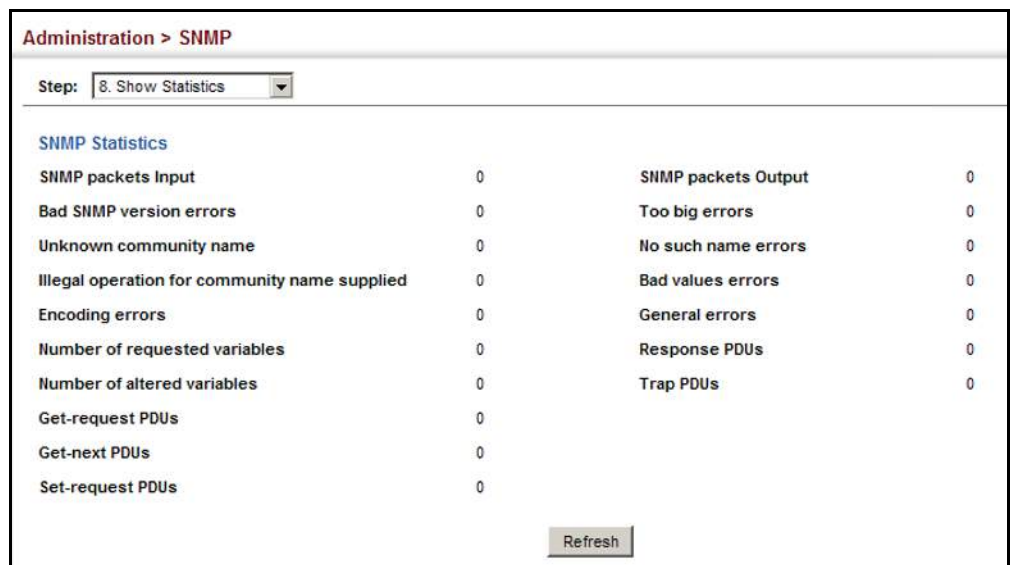 Administration > SNMP
Step: 8. Show Statistics
SNMP Statistics
SNMP packets Input 0 SNMP packets Output 0
Bad SNMP version errors 0 Too big errors 0
Unknown community name 0 No such name errors 0
Illegal operation for community name supplied 0 Bad values errors 0
Encoding errors 0 General errors 0
Number of requested variables 0 Response PDUs 0
Number of altered variables 0 Trap PDUs 0
Get-request PDUs 0
Get-next PDUs 0
Set-request PDUs 0
Refresh